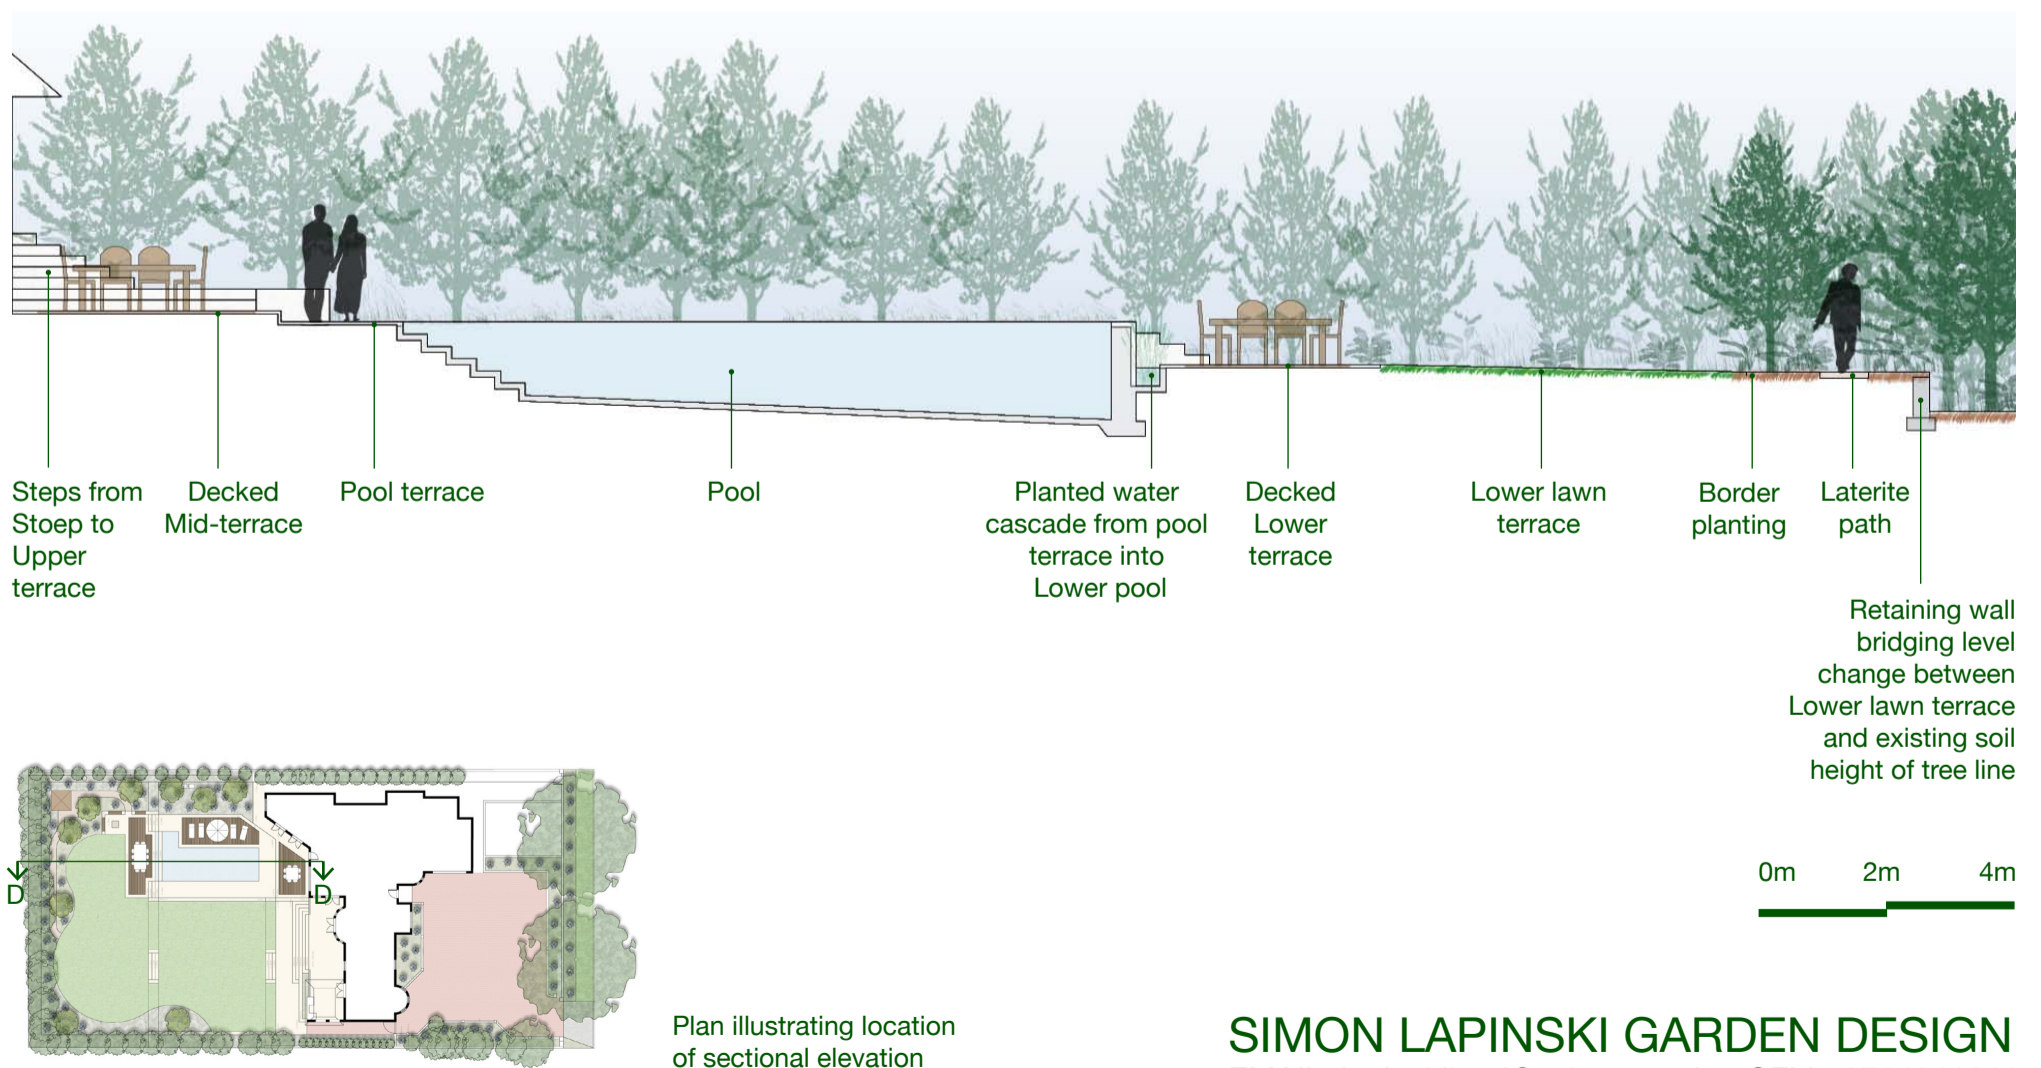 Steps from
Stoep to
Upper
terrace
Decked
Mid-terrace
Pool terrace
Pool
Planted water
cascade from pool
terrace into
Lower pool
Decked
Lower
terrace
Lower lawn
terrace
Border
planting
Laterite
path
Retaining wall
bridging level
change between
Lower lawn terrace
and existing soil
height of tree line
D
D
0m 2m 4m
Plan illustrating location
of sectional elevation
SIMON LAPINSKI GARDEN DESIGN